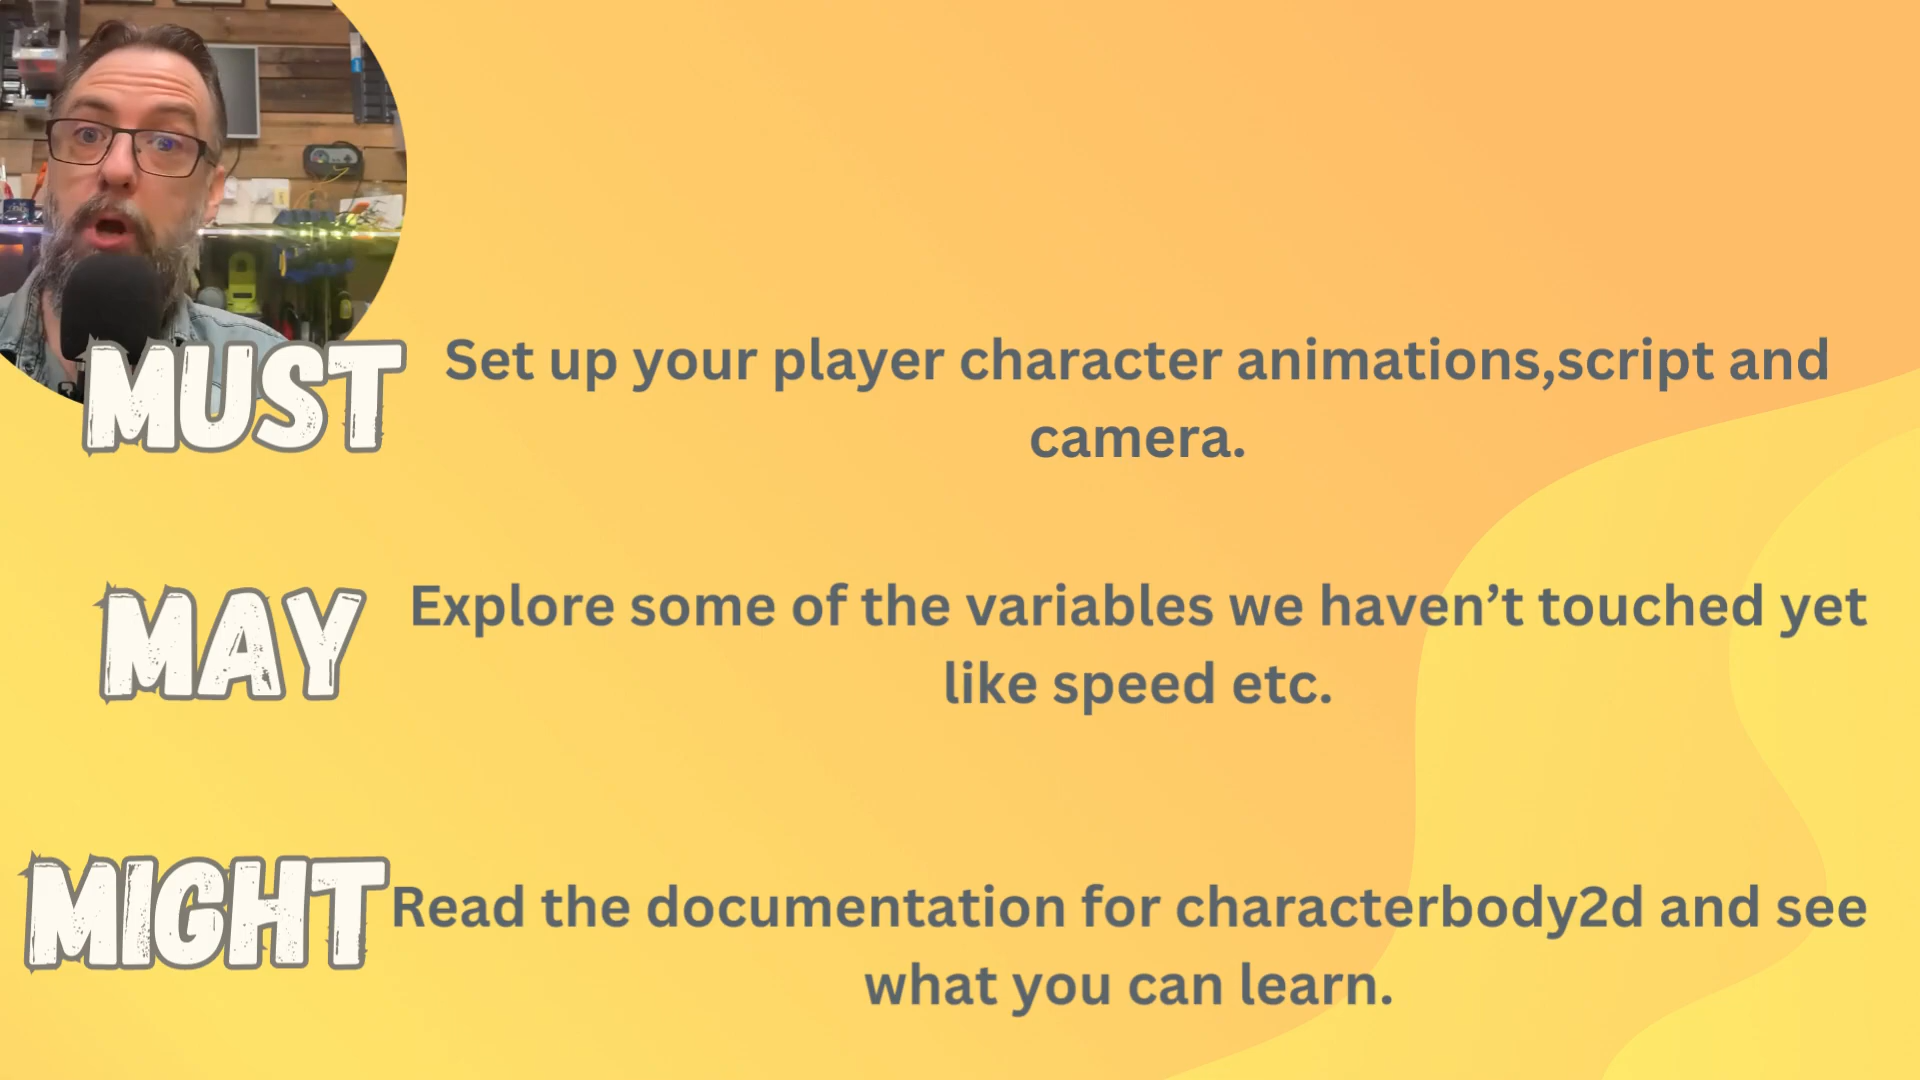 MUST
Set up your player character animations,script and
camera.
MAY
Explore some of the variables we haven’t touched yet
like speed etc.
MIGHT
Read the documentation for characterbody2d and see
what you can learn.